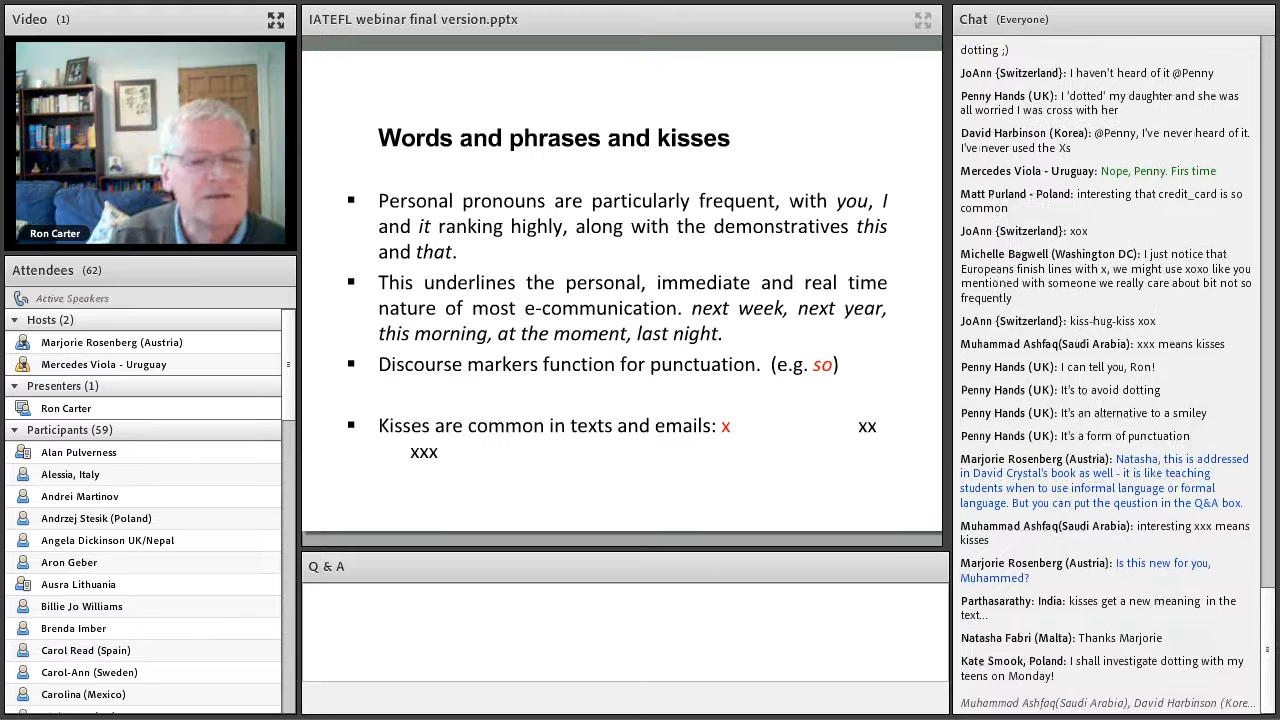 Video (1)
Ron Carter
Attendees (62)
Active Speakers
Hosts (2)
Marjorie Rosenberg (Austria)
Mercedes Viola - Uruguay
Presenters (1)
Ron Carter
Participants (59)
Alan Pulverness
Alessia, Italy
Andrei Martinov
Andrzej Stesik (Poland)
Angela Dickinson UK/Nepal
Aron Geber
Ausra Lithuania
Billie Jo Williams
Brenda Imber
Carol Read (Spain)
Carol-Ann (Sweden)
Carolina (Mexico)
IATEFL webinar final version.pptx
Words and phrases and kisses
▪ Personal pronouns are particularly frequent, with you, I
and it ranking highly, along with the demonstratives this
and that.
▪ This underlines the personal, immediate and real time
nature of most e-communication. next week, next year,
this morning, at the moment, last night.
▪ Discourse markers function for punctuation. (e.g. so)
▪ Kisses are common in texts and emails: x xx
xxx
Q & A
Chat (Everyone)
dotting ;)
JoAnn {Switzerland}: I haven't heard of it @Penny
Penny Hands (UK): I 'dotted' my daughter and she was
all worried I was cross with her
David Harbinson (Korea): @Penny, I've never heard of it.
I've never used the Xs
Mercedes Viola - Uruguay: Nope, Penny. Firs time
Matt Purland - Poland: interesting that credit_card is so
common
JoAnn {Switzerland}: xox
Michelle Bagwell (Washington DC): I just notice that
Europeans finish lines with x, we might use xoxo like you
mentioned with someone we really care about bit not so
frequently
JoAnn {Switzerland}: kiss-hug-kiss xox
Muhammad Ashfaq(Saudi Arabia): xxx means kisses
Penny Hands (UK): I can tell you, Ron!
Penny Hands (UK): It's to avoid dotting
Penny Hands (UK): It's an alternative to a smiley
Penny Hands (UK): It's a form of punctuation
Marjorie Rosenberg (Austria): Natasha, this is addressed
in David Crystal's book as well - it is like teaching
students when to use informal language or formal
language. But you can put the qeustion in the Q&A box.
Muhammad Ashfaq(Saudi Arabia): interesting xxx means
kisses
Marjorie Rosenberg (Austria): Is this new for you,
Muhammed?
Parthasarathy: India: kisses get a new meaning in the
text...
Natasha Fabri (Malta): Thanks Marjorie
Kate Smook, Poland: I shall investigate dotting with my
teens on Monday!
Muhammad Ashfaq(Saudi Arabia), David Harbinson (Kore...